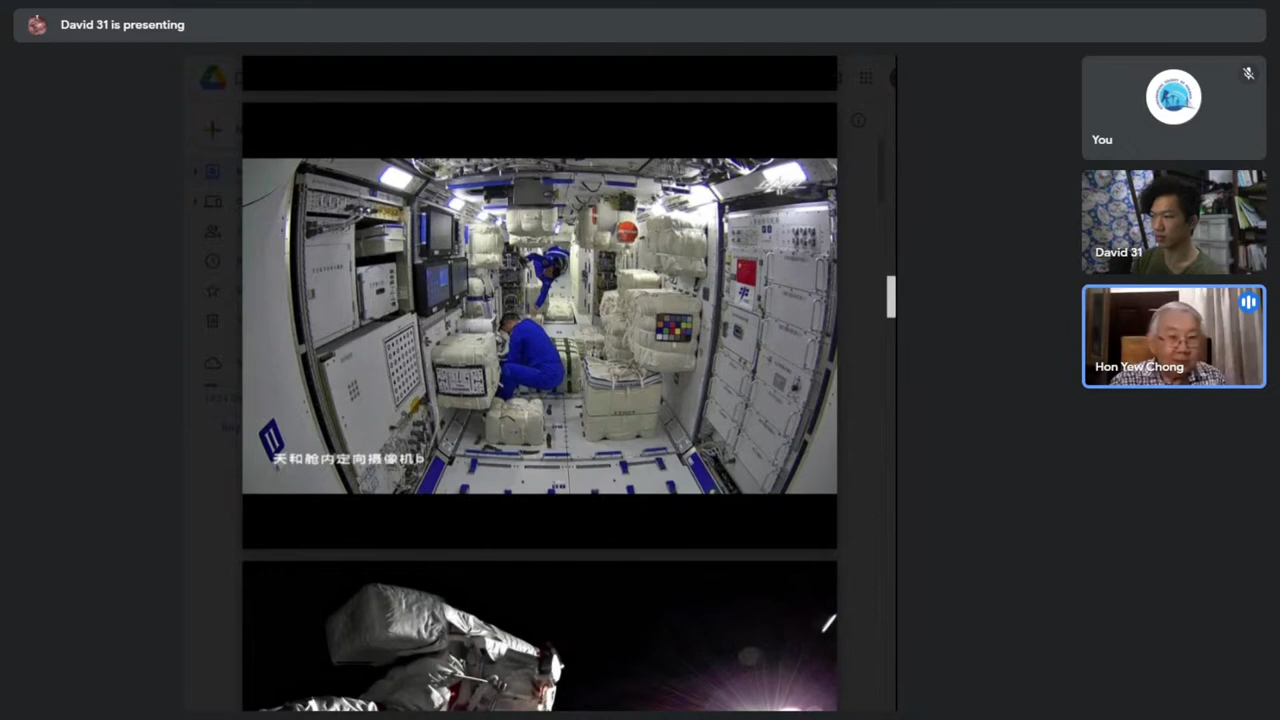 David 31 is presenting
You
David 31
Hon Yew Chong
天和舱内定向摄像机b